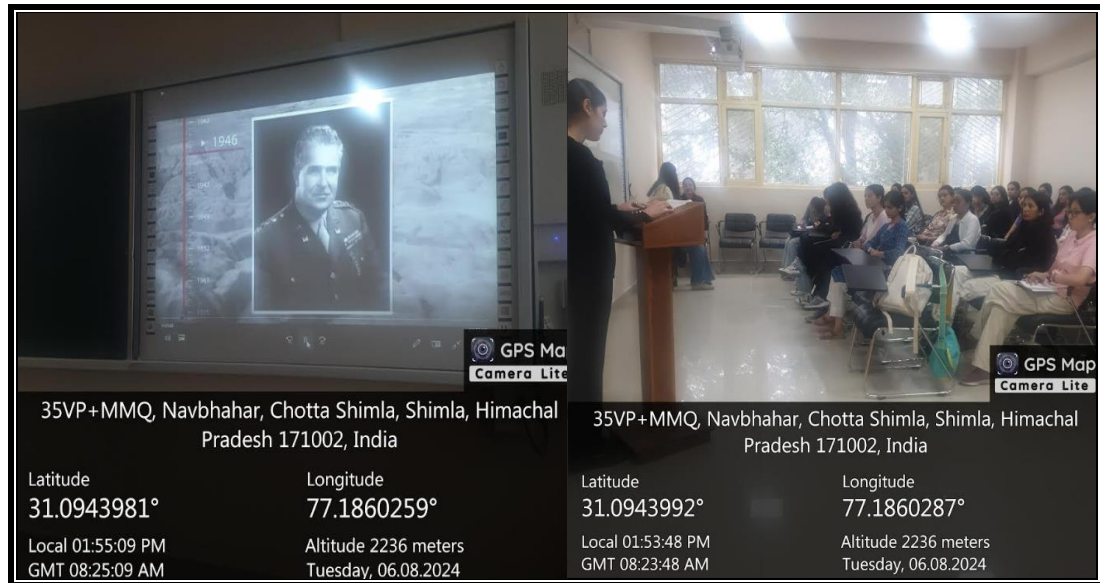 1946
GPS Ma
Camera Lite
35VP+MMQ, Navbhahar, Chotta Shimla, Shimla, Himachal
Pradesh 171002, India
Latitude
31.0943981°
Longitude
77.1860259°
Local 01:55:09 PM
GMT 08:25:09 AM
Altitude 2236 meters
Tuesday, 06.08.2024
GPS Map
Camera Lite
35VP+MMQ, Navbhahar, Chotta Shimla, Shimla, Himachal
Pradesh 171002, India
Latitude
31.0943992°
Longitude
77.1860287°
Local 01:53:48 PM
GMT 08:23:48 AM
Altitude 2236 meters
Tuesday, 06.08.2024